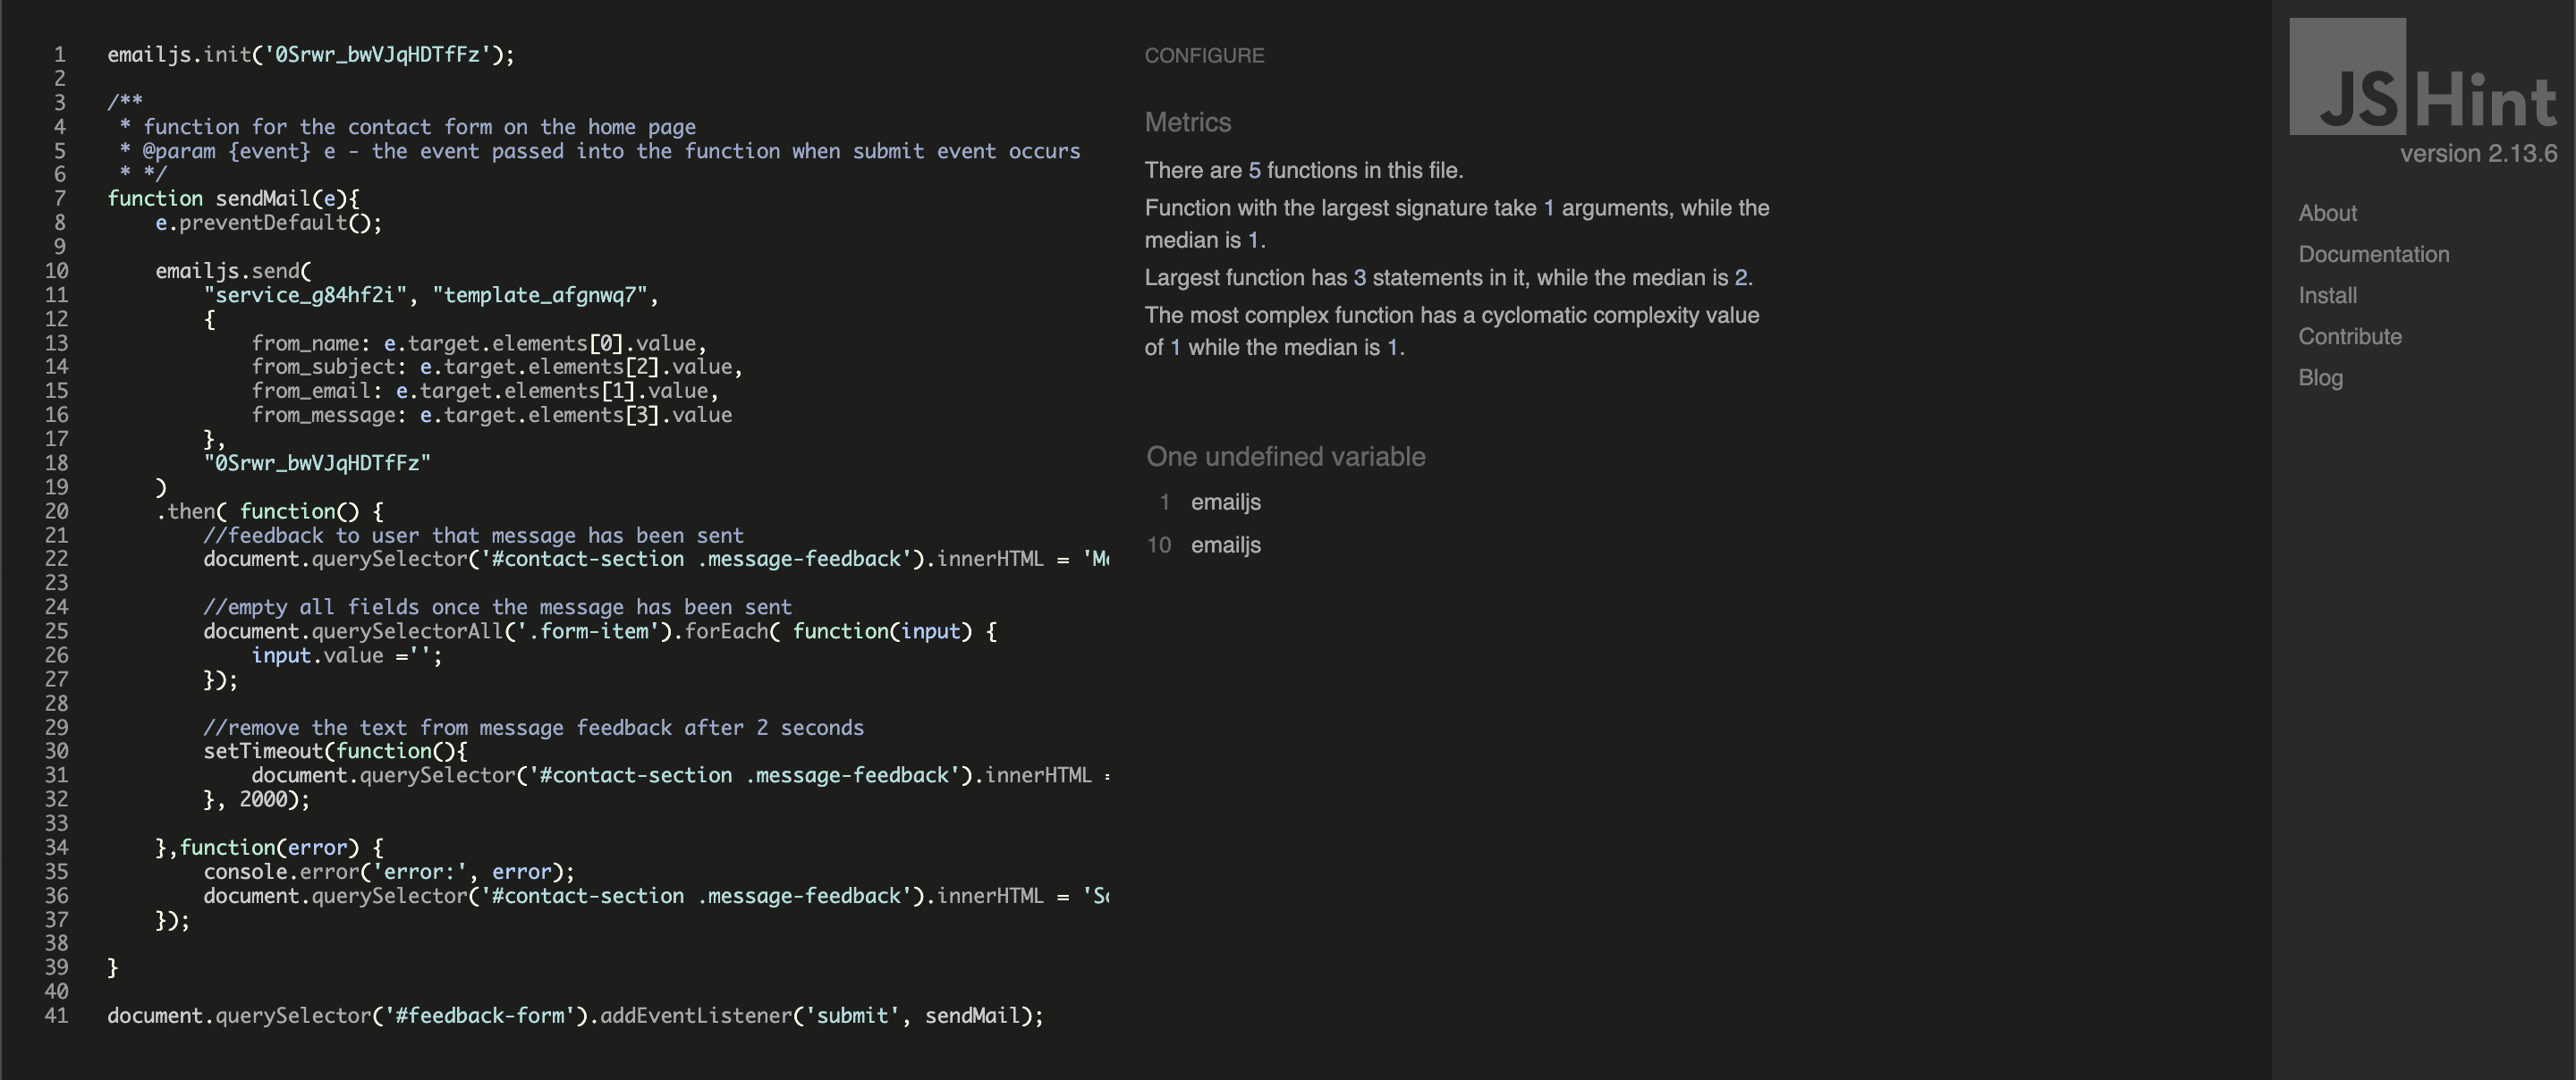 1 emailjs.init('0Srwr_bwVJqHDTfFz');
2
3 /**
4 * function for the contact form on the home page
5 * @param {event} e - the event passed into the function when submit event occurs
6 * */
7 function sendMail(e){
8 e.preventDefault();
9
10 emailjs.send(
11 "service_g84hf2i", "template_afgnwq7",
12 {
13 from_name: e.target.elements[0].value,
14 from_subject: e.target.elements[2].value,
15 from_email: e.target.elements[1].value,
16 from_message: e.target.elements[3].value
17 },
18 "0Srwr_bwVJqHDTfFz"
19 )
20 .then( function() {
21 //feedback to user that message has been sent
22 document.querySelector('#contact-section .message-feedback').innerHTML = 'M
23
24 //empty all fields once the message has been sent
25 document.querySelectorAll('.form-item').forEach( function(input) {
26 input.value ='';
27 });
28
29 //remove the text from message feedback after 2 seconds
30 setTimeout(function(){
31 document.querySelector('#contact-section .message-feedback').innerHTML =
32 }, 2000);
33
34 },function(error) {
35 console.error('error:', error);
36 document.querySelector('#contact-section .message-feedback').innerHTML = 'S
37 });
38
39 }
40
41 document.querySelector('#feedback-form').addEventListener('submit', sendMail);
CONFIGURE
Metrics
There are 5 functions in this file.
Function with the largest signature take 1 arguments, while the
median is 1.
Largest function has 3 statements in it, while the median is 2.
The most complex function has a cyclomatic complexity value
of 1 while the median is 1.
One undefined variable
1 emailjs
10 emailjs
JSHint
version 2.13.6
About
Documentation
Install
Contribute
Blog